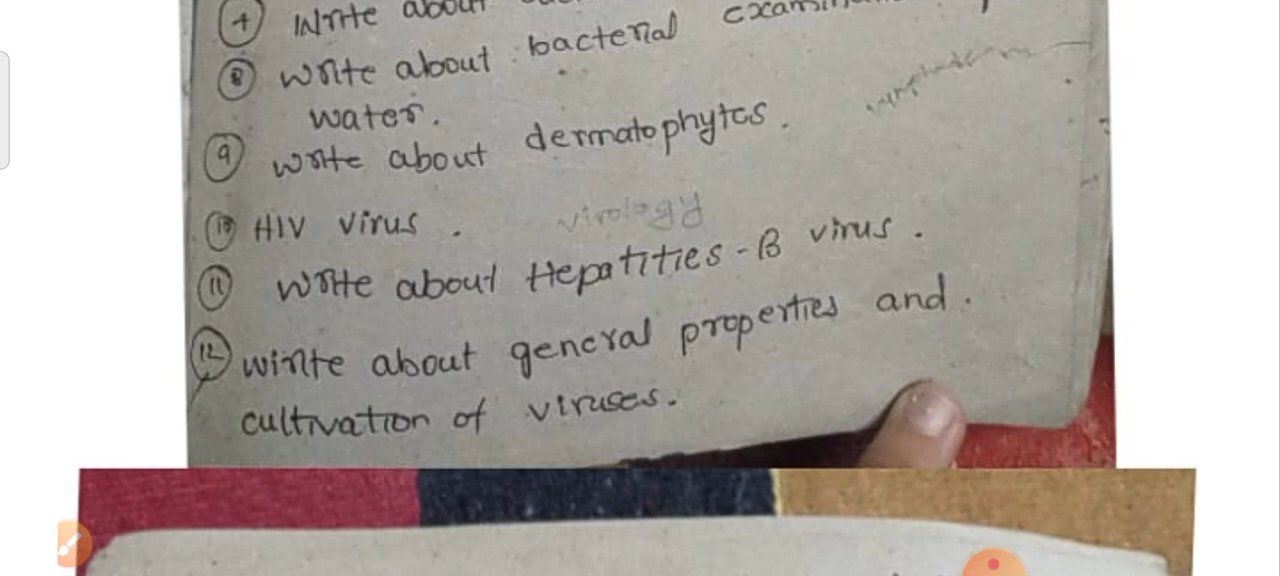 7 Write about
8 write about bacterial
water.
9 write about dermatophytes.
virology
10 HIV virus.
11 write about Hepatities-B virus.
12 write about general properties and.
cultivation of viruses.